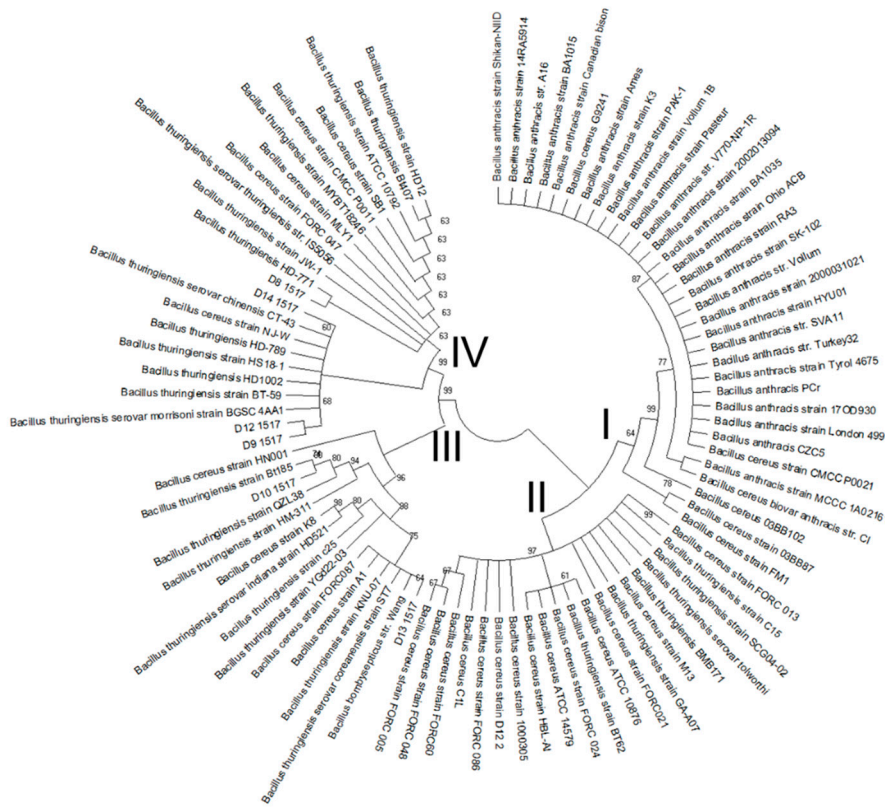 Bacillus anthracis strain Shikan-NIID
Bacillus anthracis strain 14RA5914
Bacillus anthracis str. A16
Bacillus anthracis strain BA1015
Bacillus anthracis strain Canadian bison
Bacillus cereus G9241
Bacillus anthracis strain Ames
Bacillus anthracis strain K3
Bacillus anthracis strain PAK-1
Bacillus anthracis strain Vollum 1B
Bacillus anthracis strain Pasteur
Bacillus anthracis str. V770-NP-1R
Bacillus anthracis strain 2002013094
Bacillus anthracis strain BA1035
Bacillus anthracis strain Ohio ACB
Bacillus anthracis strain RA3
Bacillus anthracis strain SK-102
Bacillus anthracis str. Vollum
Bacillus anthracis strain 2000031021
Bacillus anthracis strain HYU01
Bacillus anthracis str. SVA11
Bacillus anthracis str. Turkey32
Bacillus anthracis strain Tyrol 4675
Bacillus anthracis PCr
Bacillus anthracis strain 17OD930
Bacillus anthracis strain London 499
Bacillus anthracis CZC5
Bacillus cereus strain CMCC P0021
Bacillus anthracis strain MCCC 1A0216
Bacillus cereus biovar anthracis str. CI
Bacillus cereus 03BB102
Bacillus cereus strain 03BB87
Bacillus cereus strain FM1
Bacillus cereus strain FORC 013
Bacillus thuringiensis strain C15
Bacillus thuringiensis strain SCG04-02
Bacillus thuringiensis serovar tolworthi
Bacillus thuringiensis BMB171
Bacillus cereus strain M13
Bacillus thuringiensis strain GA-A07
Bacillus cereus strain FORC021
Bacillus cereus ATCC 10876
Bacillus thuringiensis strain BT62
Bacillus cereus strain FORC 024
Bacillus cereus ATCC 14579
Bacillus cereus strain HBL-AI
Bacillus cereus strain 1000305
Bacillus cereus strain D12 2
Bacillus cereus strain FORC 086
Bacillus cereus C1L
Bacillus cereus strain FORC60
Bacillus cereus strain FORC 048
Bacillus cereus strain FORC 005
D13 1517
Bacillus bombysepticus str. Wang
Bacillus thuringiensis serovar coreanensis strain ST7
Bacillus thuringiensis strain KNU-07
Bacillus cereus strain A1
Bacillus cereus strain FORC087
Bacillus thuringiensis strain YGd22-03
Bacillus thuringiensis strain c25
Bacillus thuringiensis serovar indiana strain HD521
Bacillus cereus strain K8
Bacillus thuringiensis strain HM-311
Bacillus thuringiensis strain QZL38
D10 1517
Bacillus thuringiensis strain Bt185
Bacillus cereus strain HN001
D9 1517
D12 1517
Bacillus thuringiensis serovar morrisoni strain BGSC 4AA1
Bacillus thuringiensis strain BT-59
Bacillus thuringiensis HD1002
Bacillus thuringiensis strain HS18-1
Bacillus thuringiensis HD-789
Bacillus cereus strain NJ-W
Bacillus thuringiensis serovar chinensis CT-43
D14 1517
D8 1517
Bacillus thuringiensis HD-771
Bacillus thuringiensis strain JW-1
Bacillus thuringiensis serovar thuringiensis str. IS5056
Bacillus cereus strain FORC 047
Bacillus cereus strain MLY1
Bacillus thuringiensis strain MYBT18246
Bacillus cereus strain CMCC P0011
Bacillus cereus strain SB1
Bacillus thuringiensis strain ATCC 10792
Bacillus thuringiensis Bt407
Bacillus thuringiensis strain HD12
63
63
63
63
63
63
63
99
99
60
68
80
94
96
98
80
98
75
64
67
67
97
61
99
78
64
99
77
87
I
II
III
IV